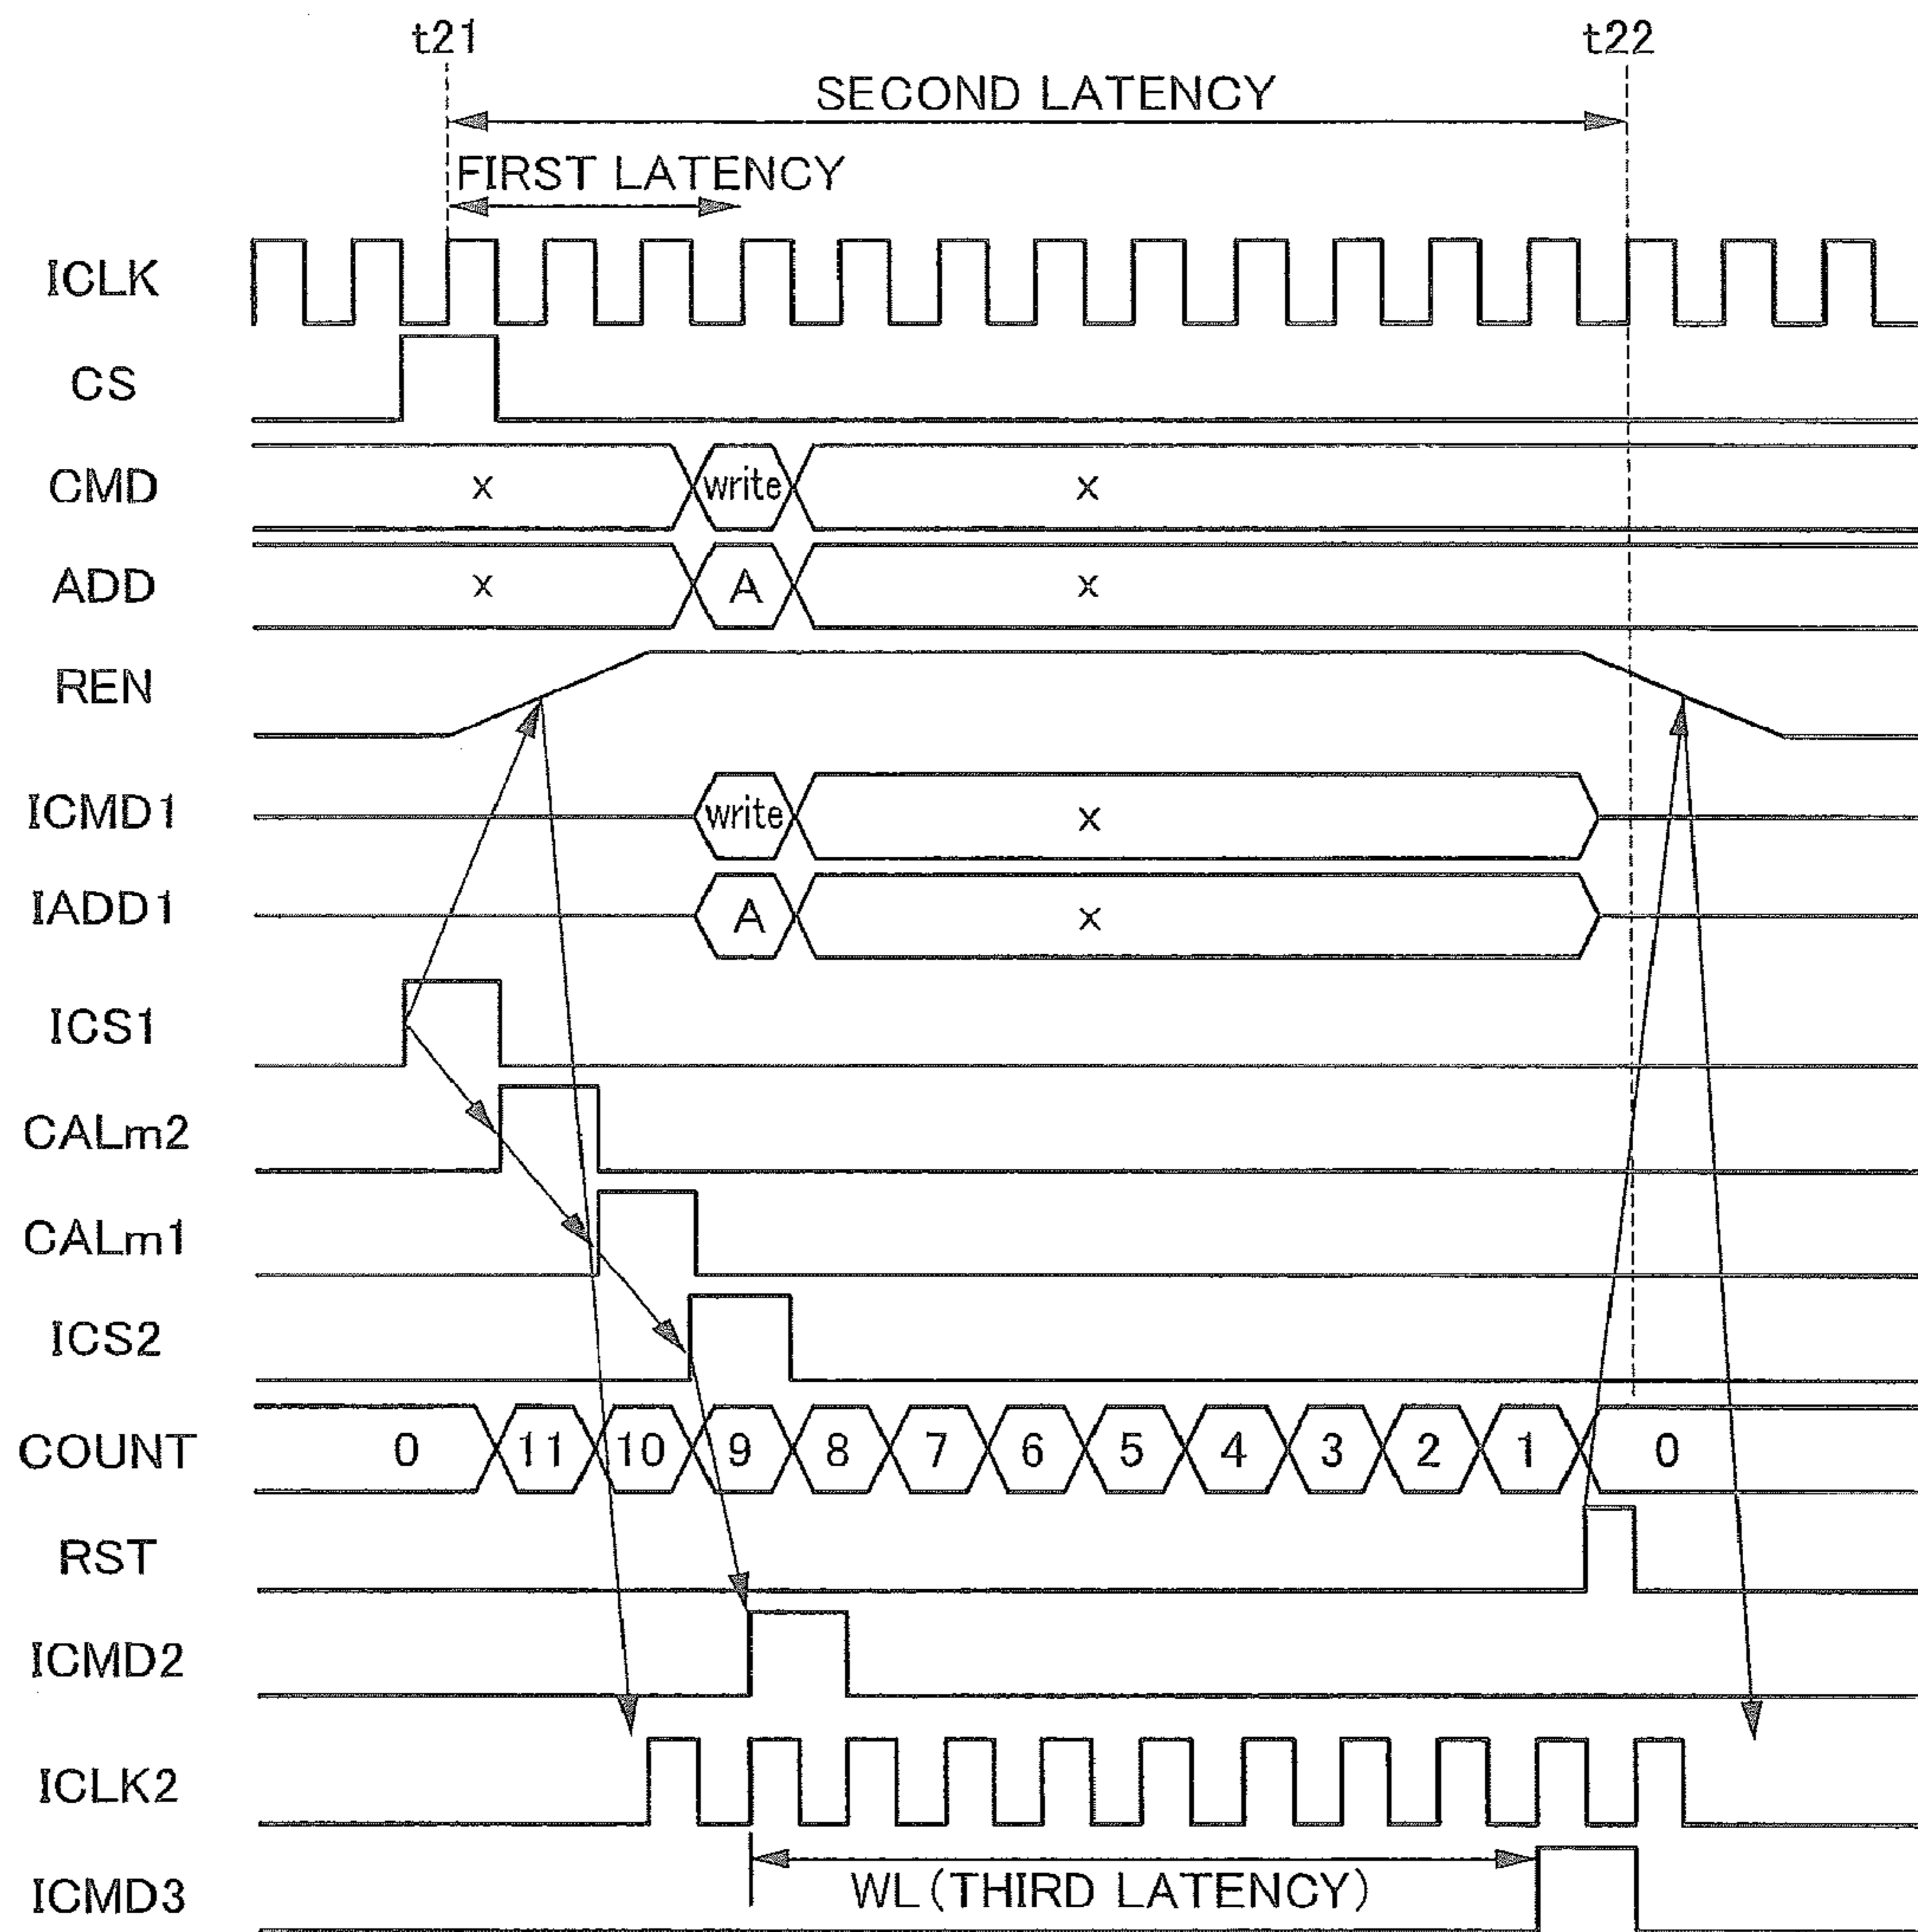 t21 t22
SECOND LATENCY
FIRST LATENCY
ICLK
CS
CMD x write x
ADD x A x
REN
ICMD1 write x
IADD1 A x
ICS1
CALm2
CALm1
ICS2
COUNT 0 11 10 9 8 7 6 5 4 3 2 1 0
RST
ICMD2
ICLK2
WL(THIRD LATENCY)
ICMD3